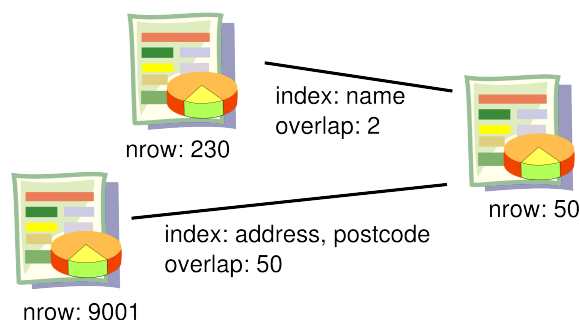 index: name
overlap: 2
nrow: 230
nrow: 50
index: address, postcode
overlap: 50
nrow: 9001